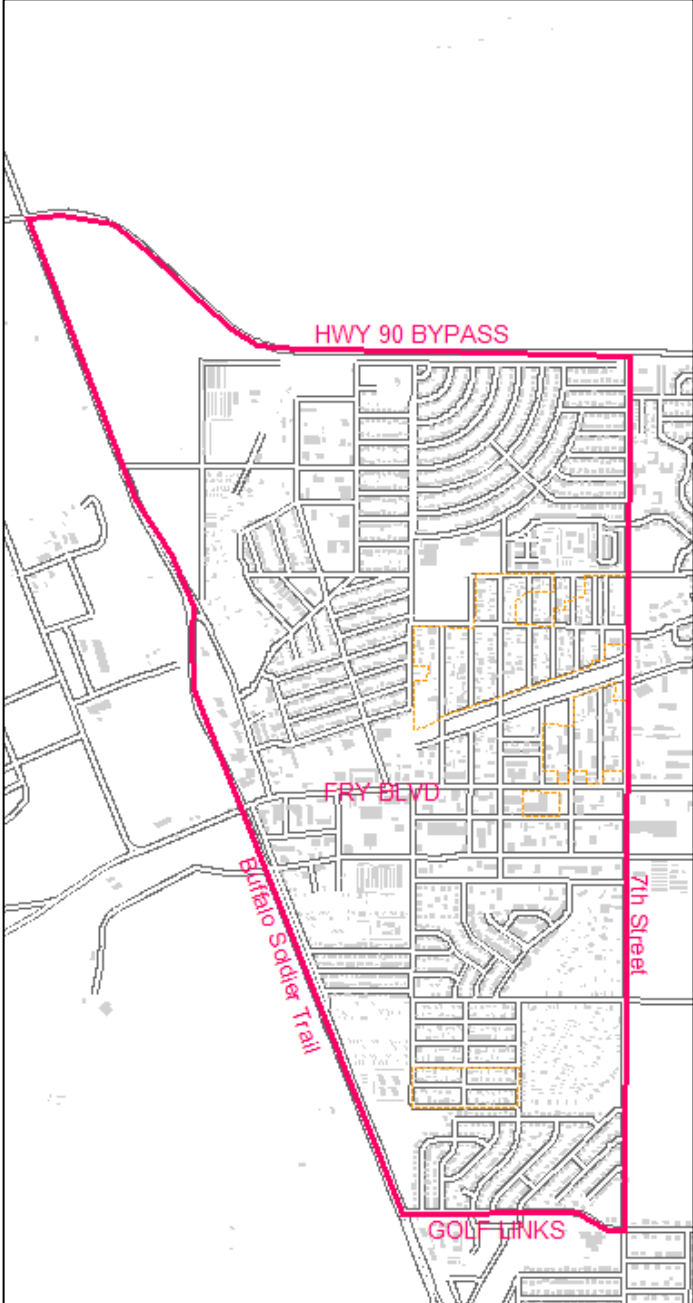 HWY 90 BYPASS
FRY BLVD
Buffalo Soldier Trail
7th Street
GOLF LINKS